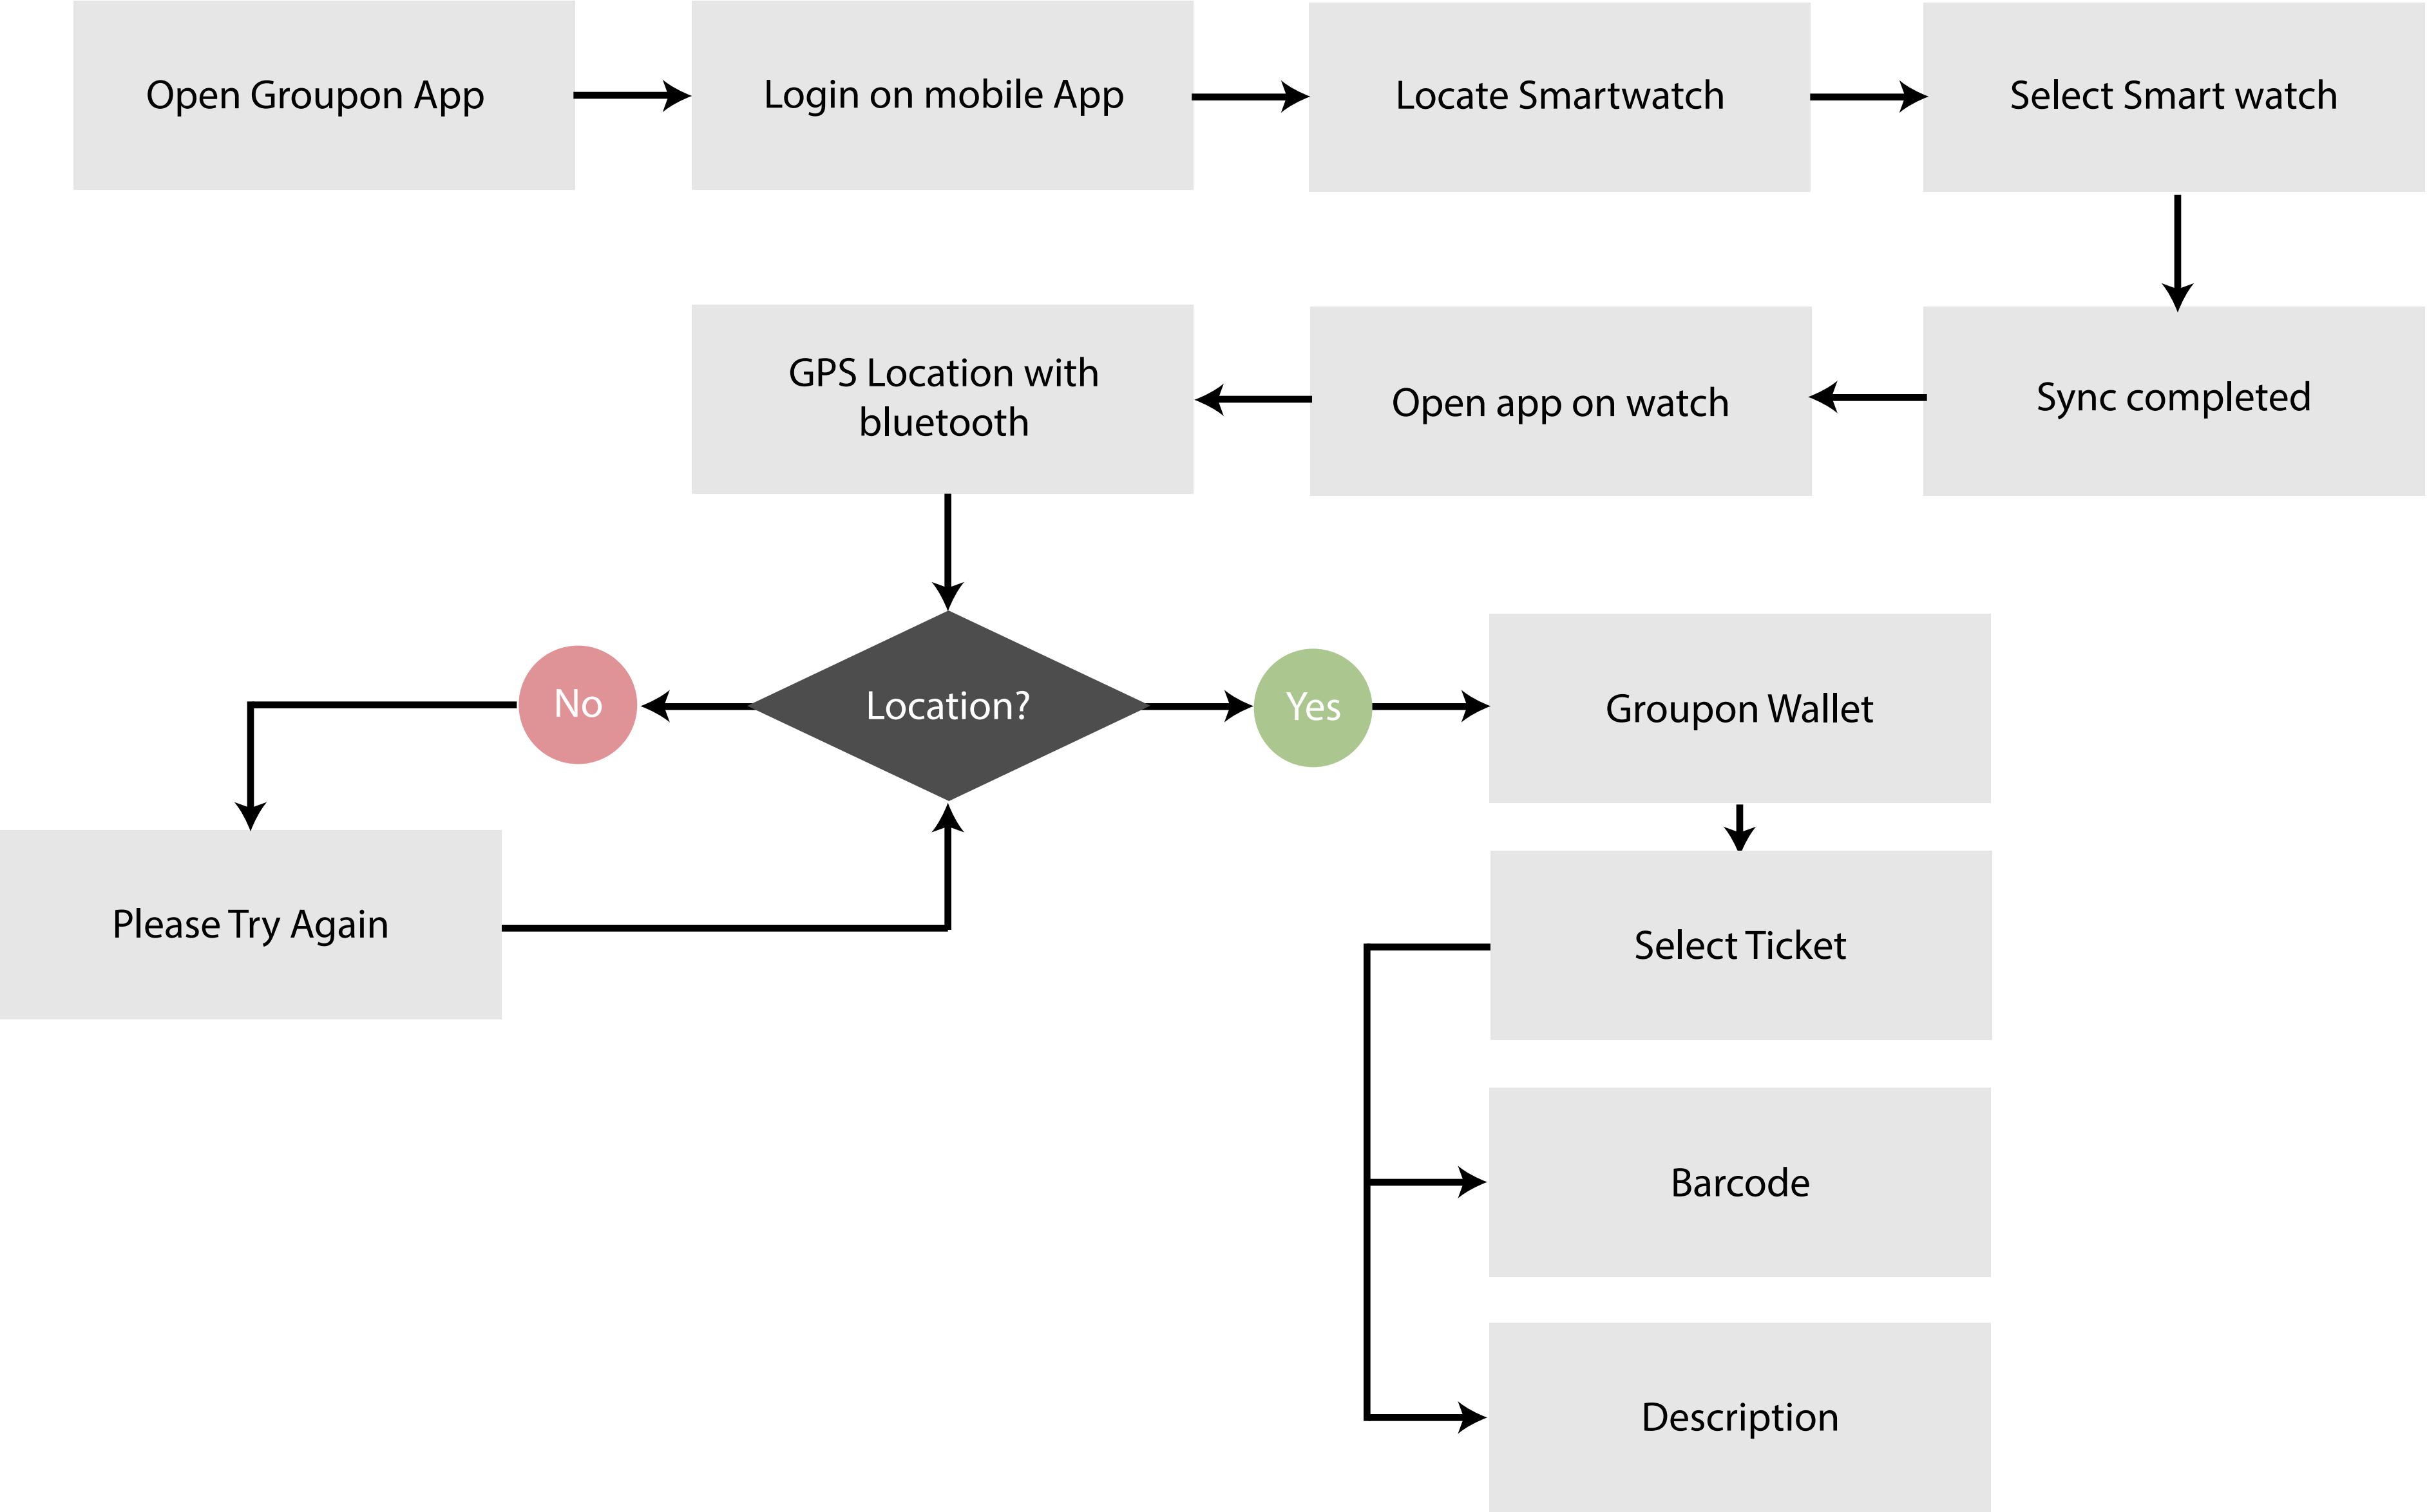 Open Groupon App
Login on mobile App
Locate Smartwatch
Select Smart watch
GPS Location with
bluetooth
Open app on watch
Sync completed
No
Location?
Yes
Groupon Wallet
Please Try Again
Select Ticket
Barcode
Description